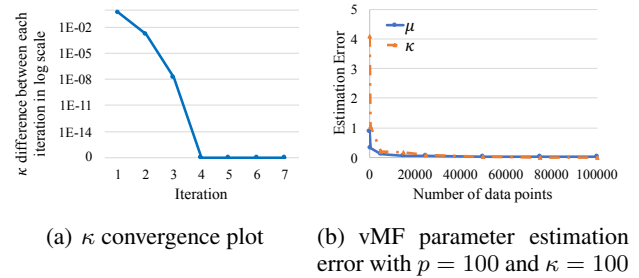 κ difference between each
iteration in log scale
1E-02
1E-05
1E-08
1E-11
1E-14
0
1 2 3 4 5 6 7
Iteration
Estimation Error
5
4
3
2
1
0
μ
κ
0 20000 40000 60000 80000 100000
Number of data points
(a) κ convergence plot
(b) vMF parameter estimation
error with p = 100 and κ = 100